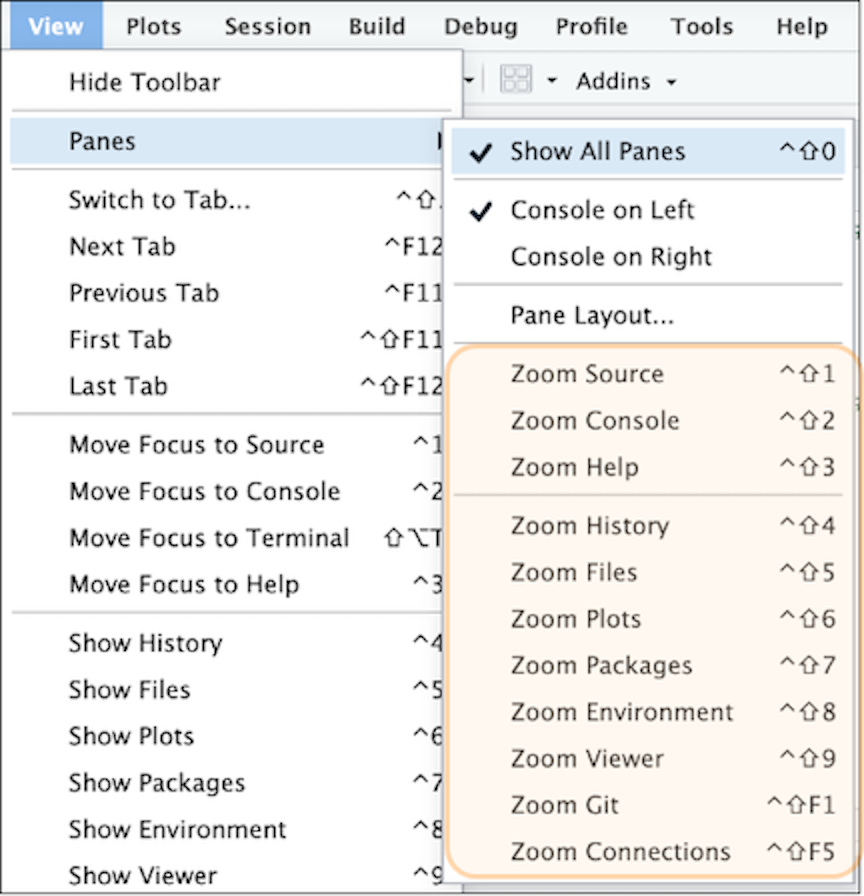 View Plots Session Build Debug Profile Tools Help
Addins
Hide Toolbar
Panes
Switch to Tab... ^⇧.
Next Tab ^F12
Previous Tab ^F11
First Tab ^⇧F11
Last Tab ^⇧F12
Move Focus to Source ^1
Move Focus to Console ^2
Move Focus to Terminal ⇧⌥T
Move Focus to Help ^3
Show History ^4
Show Files ^5
Show Plots ^6
Show Packages ^7
Show Environment ^8
Show Viewer ^9
Show All Panes ^⇧0
Console on Left
Console on Right
Pane Layout...
Zoom Source ^⇧1
Zoom Console ^⇧2
Zoom Help ^⇧3
Zoom History ^⇧4
Zoom Files ^⇧5
Zoom Plots ^⇧6
Zoom Packages ^⇧7
Zoom Environment ^⇧8
Zoom Viewer ^⇧9
Zoom Git ^⇧F1
Zoom Connections ^⇧F5